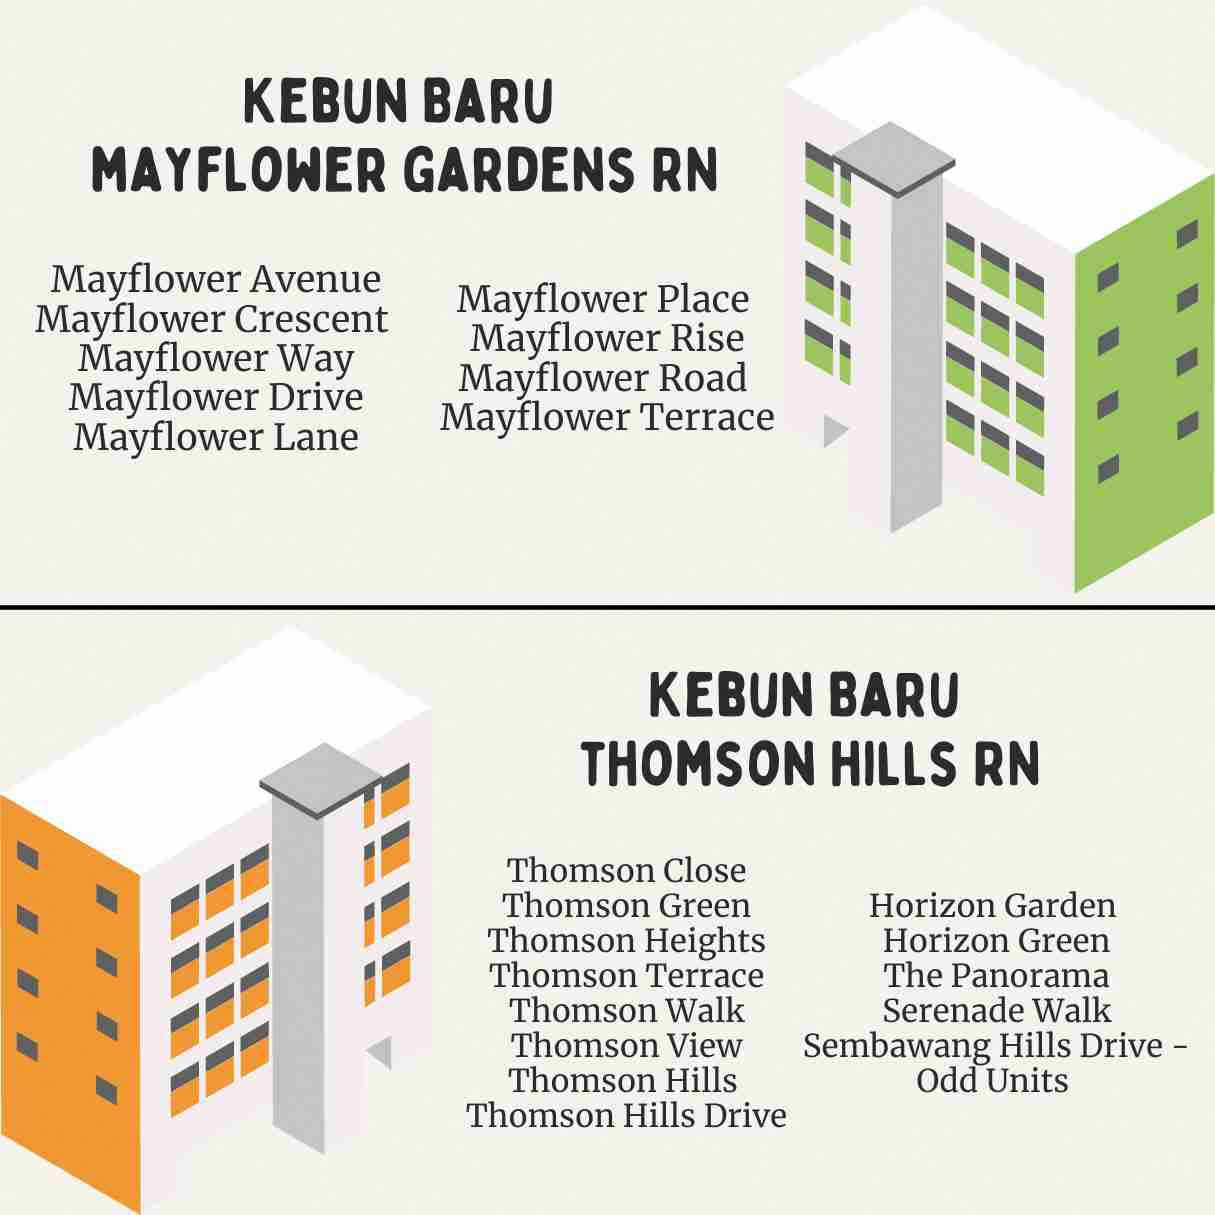 KEBUN BARU
MAYFLOWER GARDENS RN
Mayflower Avenue
Mayflower Crescent
Mayflower Way
Mayflower Drive
Mayflower Lane
Mayflower Place
Mayflower Rise
Mayflower Road
Mayflower Terrace
KEBUN BARU
THOMSON HILLS RN
Thomson Close
Thomson Green
Thomson Heights
Thomson Terrace
Thomson Walk
Thomson View
Thomson Hills
Thomson Hills Drive
Horizon Garden
Horizon Green
The Panorama
Serenade Walk
Sembawang Hills Drive -
Odd Units